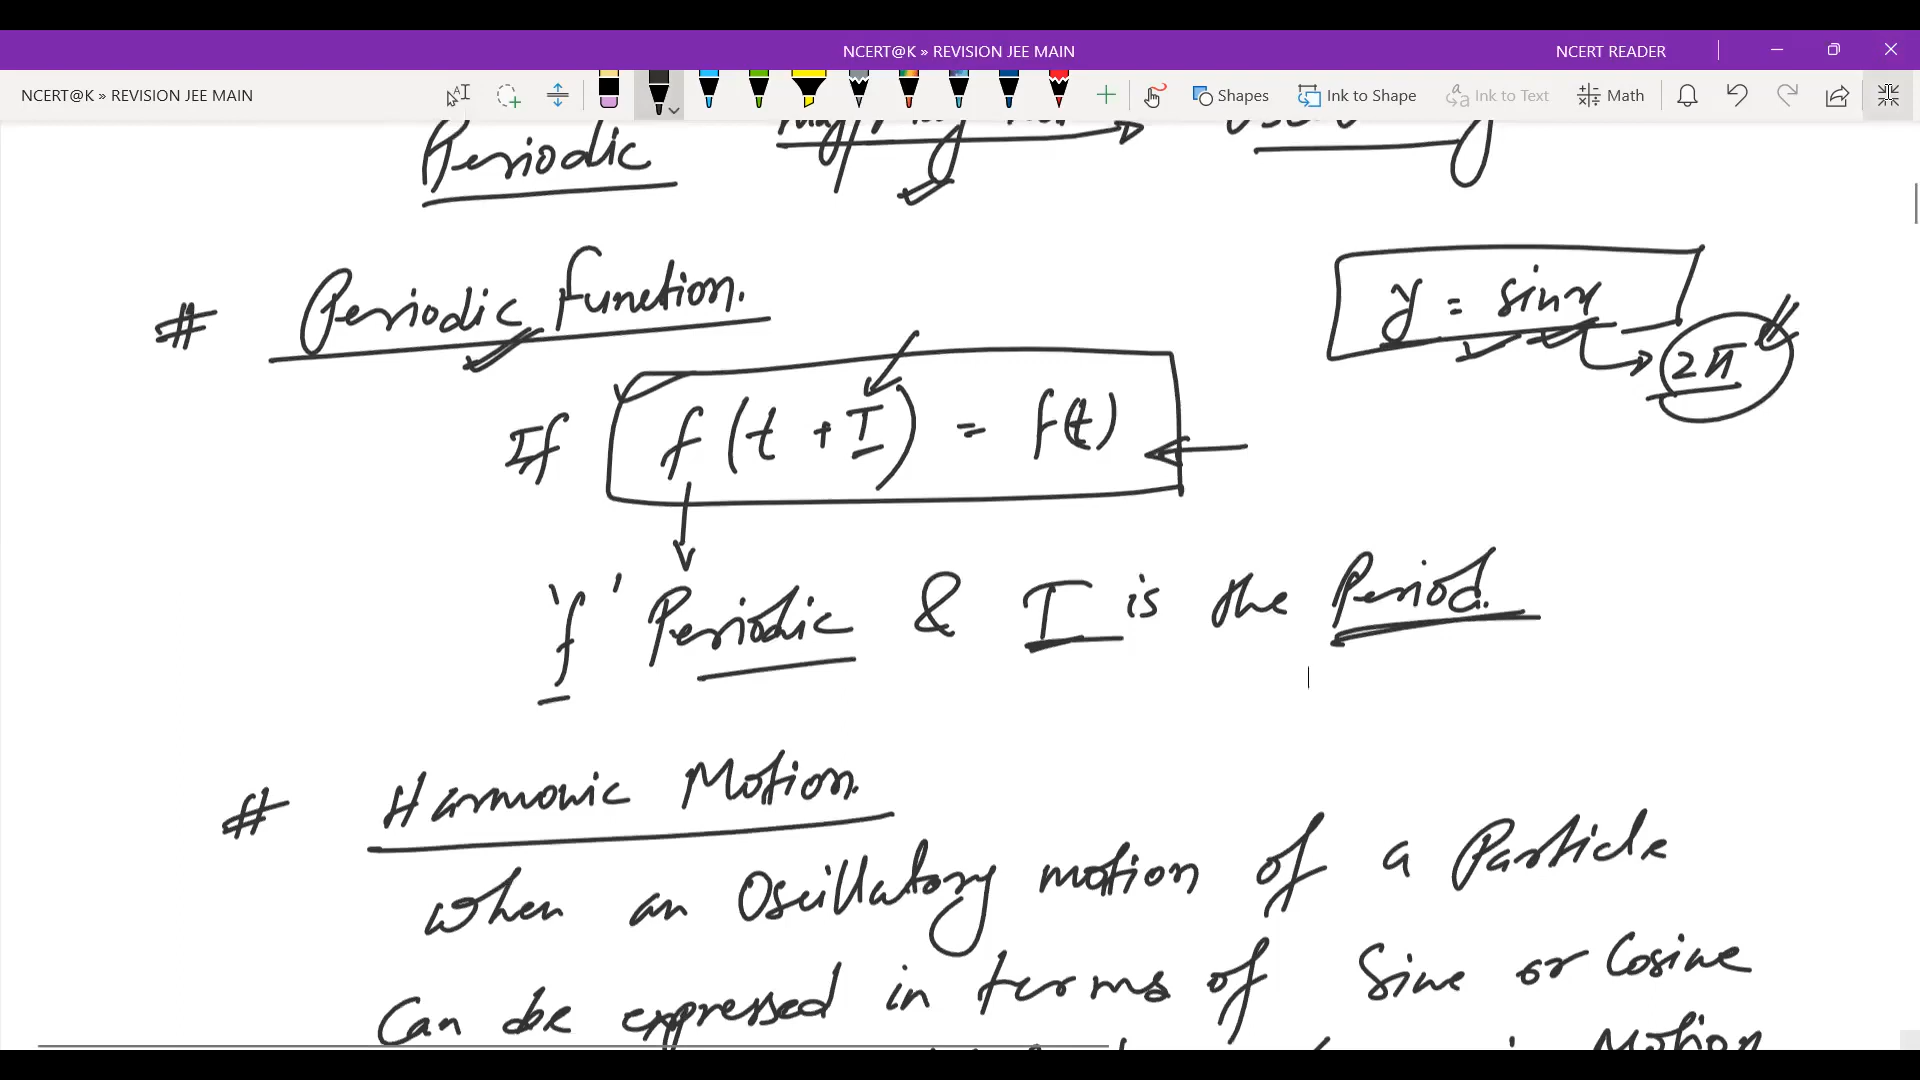 NCERT@K » REVISION JEE MAIN
NCERT READER
NCERT@K » REVISION JEE MAIN
Shapes
Ink to Shape
Ink to Text
Math
Periodic
# Periodic Function.
y = sinx
2π
If f(t + T) = f(t)
'f' Periodic & T is the Period.
# Harmonic Motion.
when an Oscillatory motion of a Particle
Can be expressed in terms of Sine or Cosine
Motion